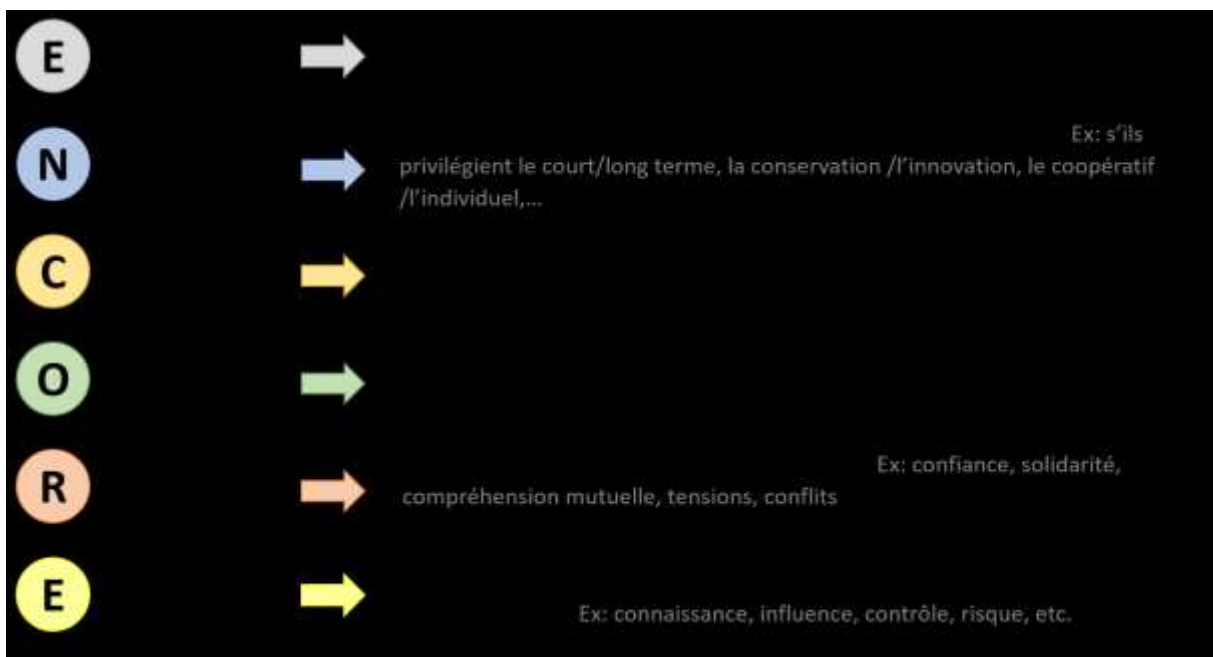 E
Ex: s'ils
N
privilégient le court/long terme, la conservation /l'innovation, le coopératif
/l'individuel,...
C
O
Ex: confiance, solidarité,
R
compréhension mutuelle, tensions, conflits
E
Ex: connaissance, influence, contrôle, risque, etc.